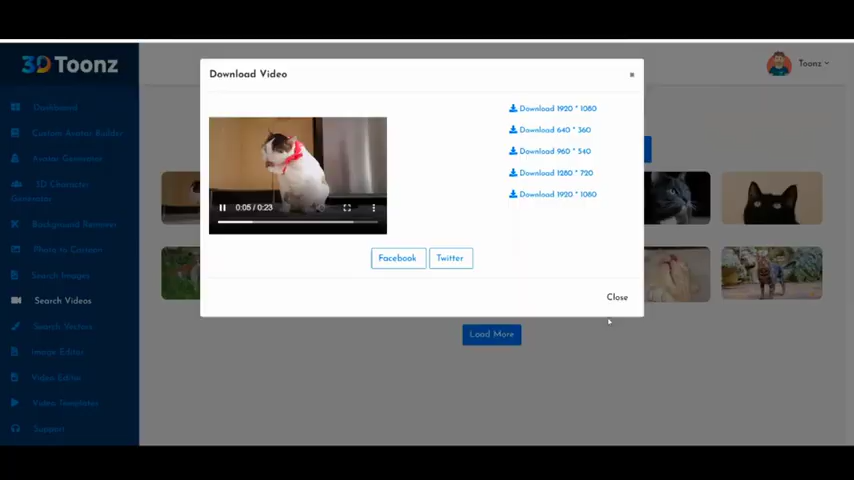 3DToonz
Toonz
Dashboard
Custom Avatar Builder
Avatar Generator
3D Character
Generator
Background Remover
Photo to Cartoon
Search Images
Search Videos
Search Vectors
Image Editor
Video Editor
Video Templates
Support
Download Video
Download 1920 * 1080
Download 640 * 360
Download 960 * 540
Download 1280 * 720
Download 1920 * 1080
0:05 / 0:23
Facebook
Twitter
Close
Load More